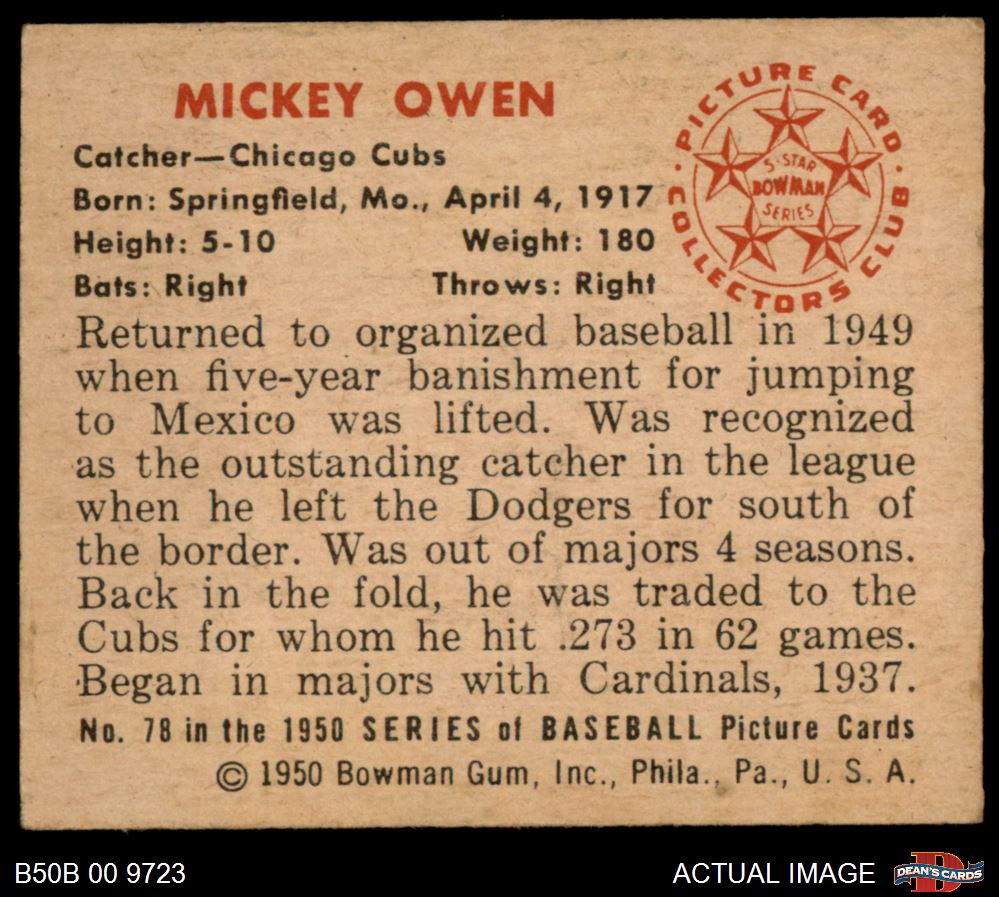 MICKEY OWEN
Catcher—Chicago Cubs
Born: Springfield, Mo., April 4, 1917
Height: 5-10 Weight: 180
Bats: Right Throws: Right
· PICTURE CARD ·
COLLECTORS CLUB
5-STAR
BOWMAN
SERIES
Returned to organized baseball in 1949
when five-year banishment for jumping
to Mexico was lifted. Was recognized
as the outstanding catcher in the league
when he left the Dodgers for south of
the border. Was out of majors 4 seasons.
Back in the fold, he was traded to the
Cubs for whom he hit .273 in 62 games.
Began in majors with Cardinals, 1937.
No. 78 in the 1950 SERIES of BASEBALL Picture Cards
© 1950 Bowman Gum, Inc., Phila., Pa., U. S. A.
B50B 00 9723
ACTUAL IMAGE
D
DEAN'S CARDS